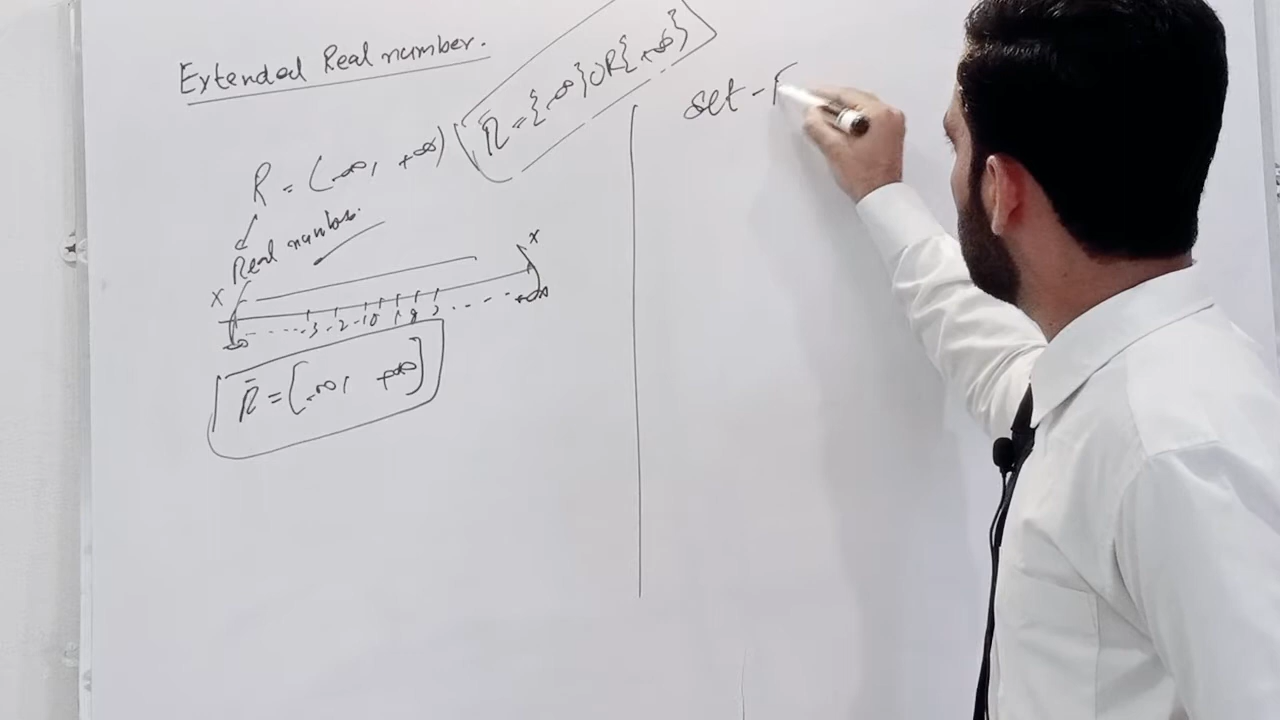 Extended Real number.
R = (-∞, +∞)
R̄ = {-∞} ∪ R {+∞}
Real number.
x x
-∞ -3 -2 -1 0 1 2 3 +∞
R̄ = [-∞, +∞]
set - F